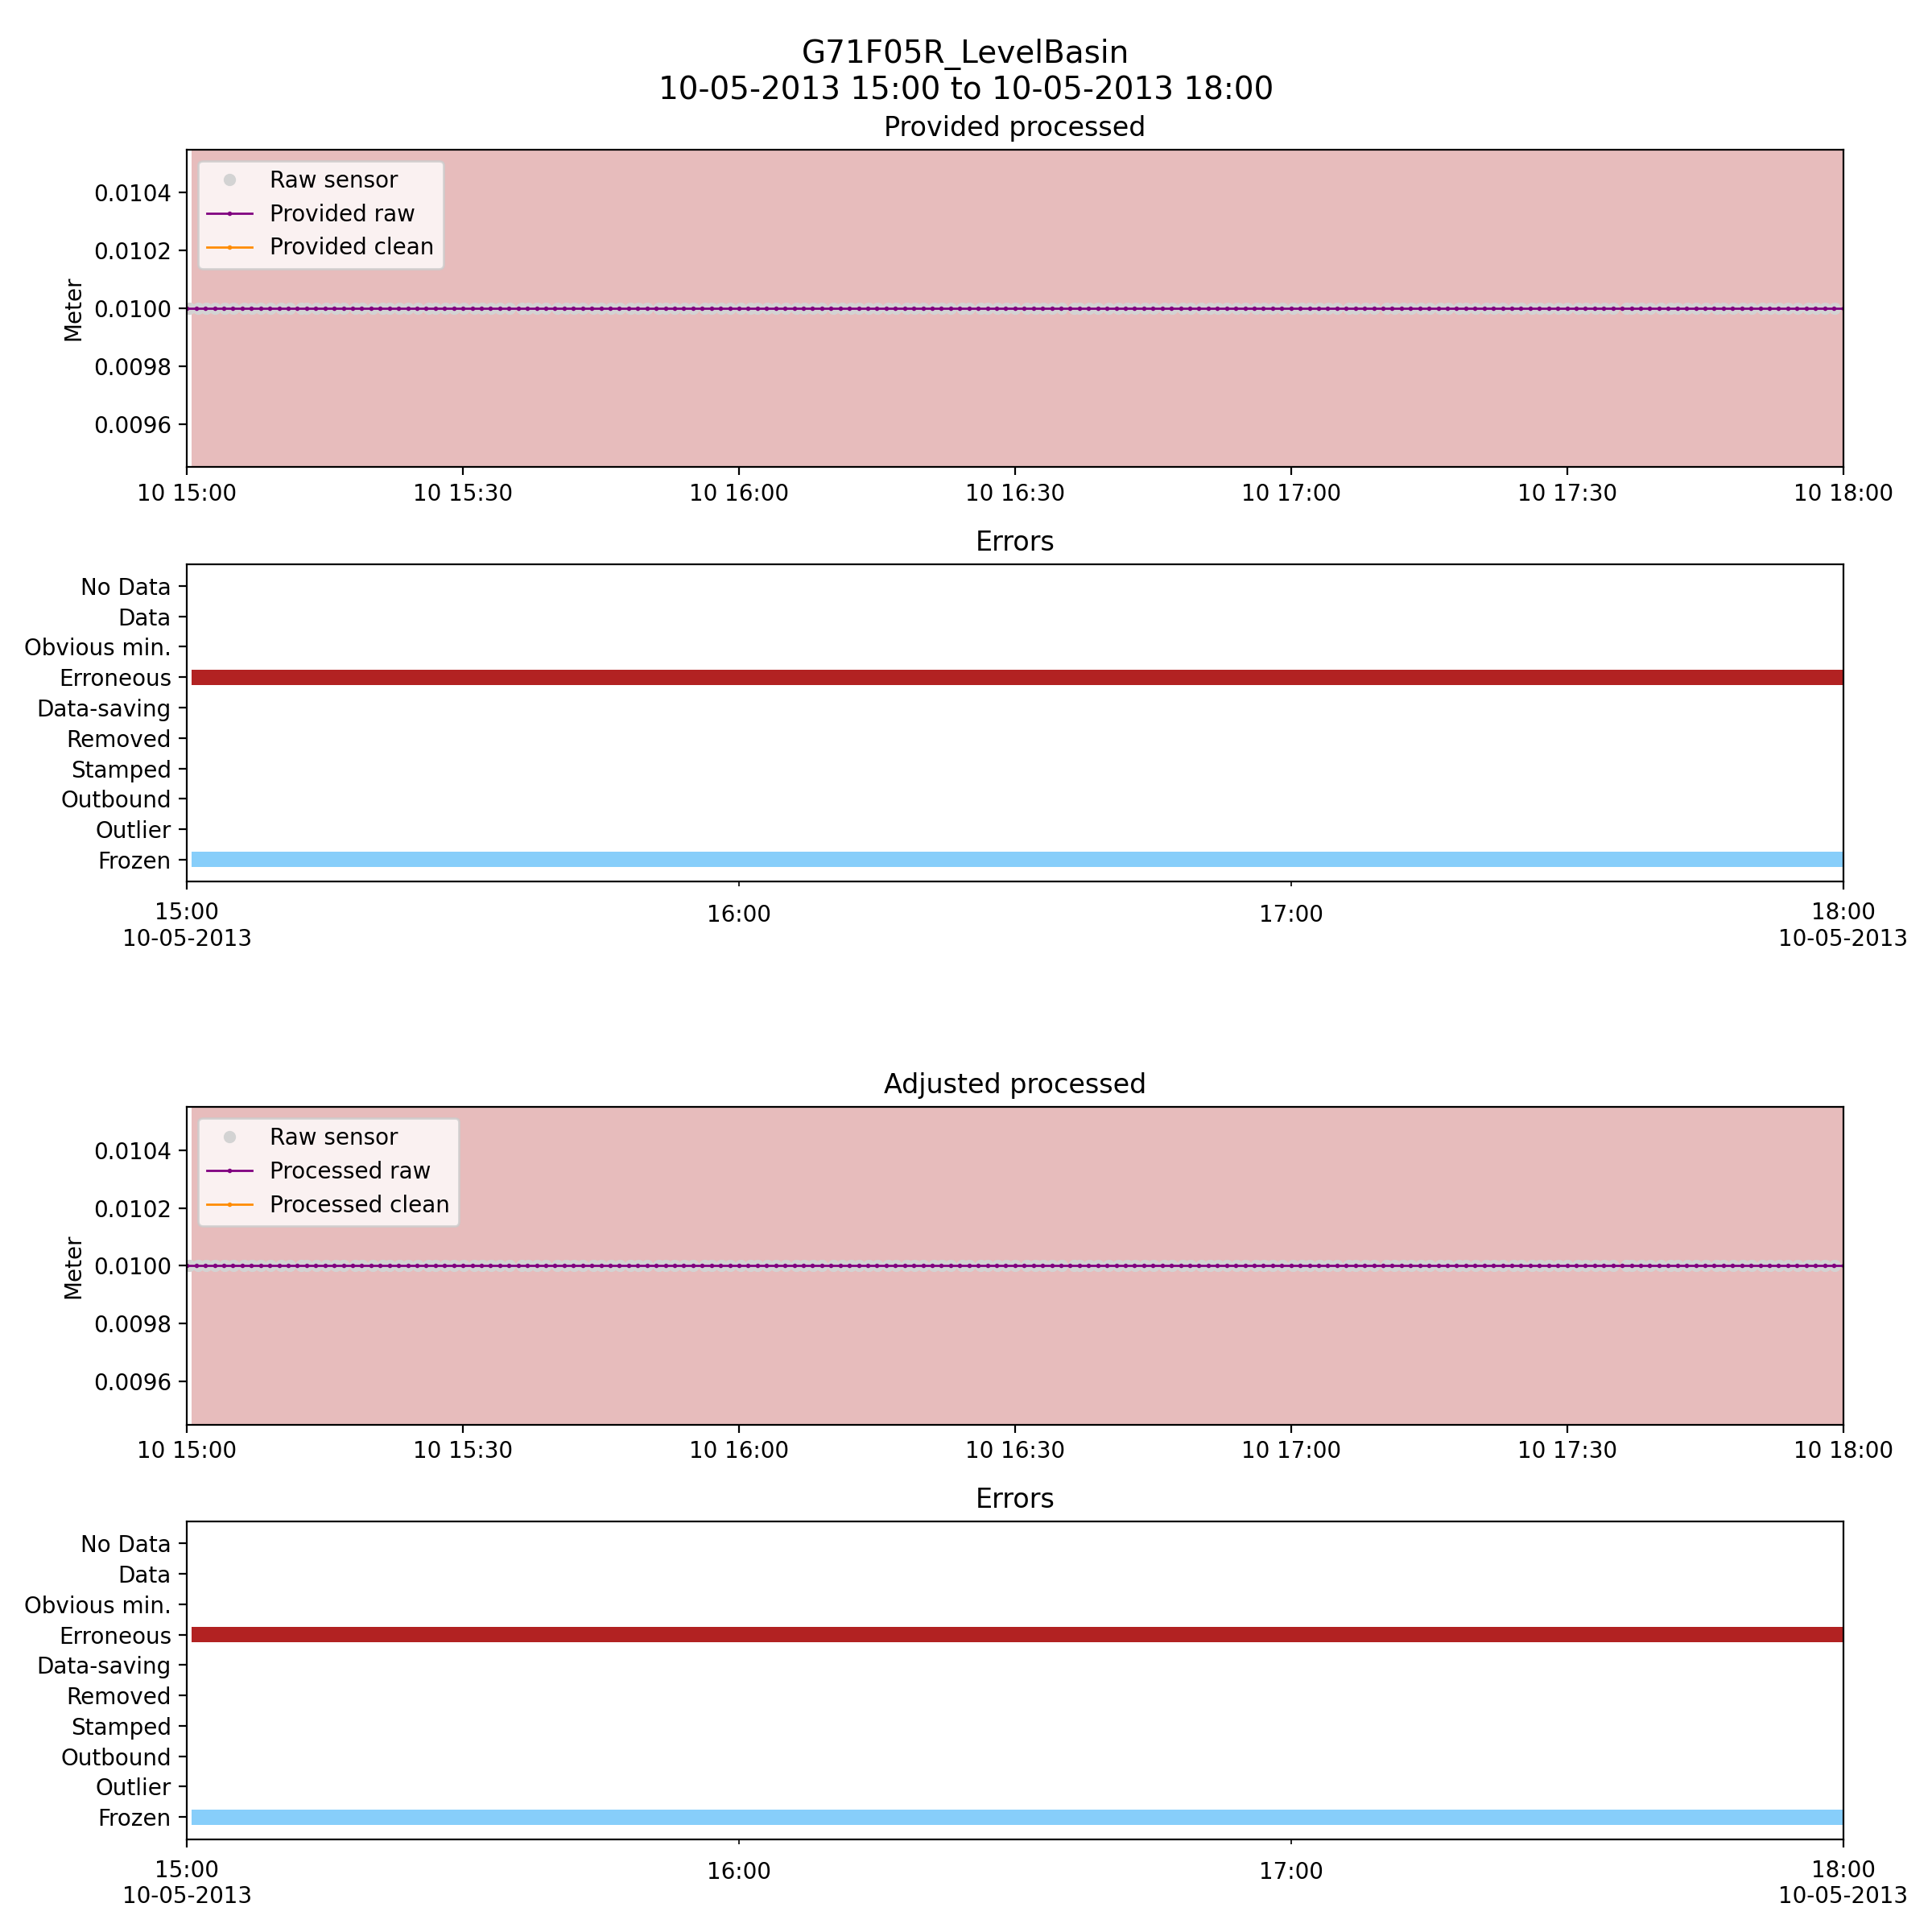 G71F05R_LevelBasin
10-05-2013 15:00 to 10-05-2013 18:00
Provided processed
Raw sensor
Provided raw
Provided clean
Meter
0.0104
0.0102
0.0100
0.0098
0.0096
10 15:00 10 15:30 10 16:00 10 16:30 10 17:00 10 17:30 10 18:00
Errors
No Data
Data
Obvious min.
Erroneous
Data-saving
Removed
Stamped
Outbound
Outlier
Frozen
15:00 16:00 17:00 18:00
10-05-2013 10-05-2013
Adjusted processed
Raw sensor
Processed raw
Processed clean
Meter
0.0104
0.0102
0.0100
0.0098
0.0096
10 15:00 10 15:30 10 16:00 10 16:30 10 17:00 10 17:30 10 18:00
Errors
No Data
Data
Obvious min.
Erroneous
Data-saving
Removed
Stamped
Outbound
Outlier
Frozen
15:00 16:00 17:00 18:00
10-05-2013 10-05-2013